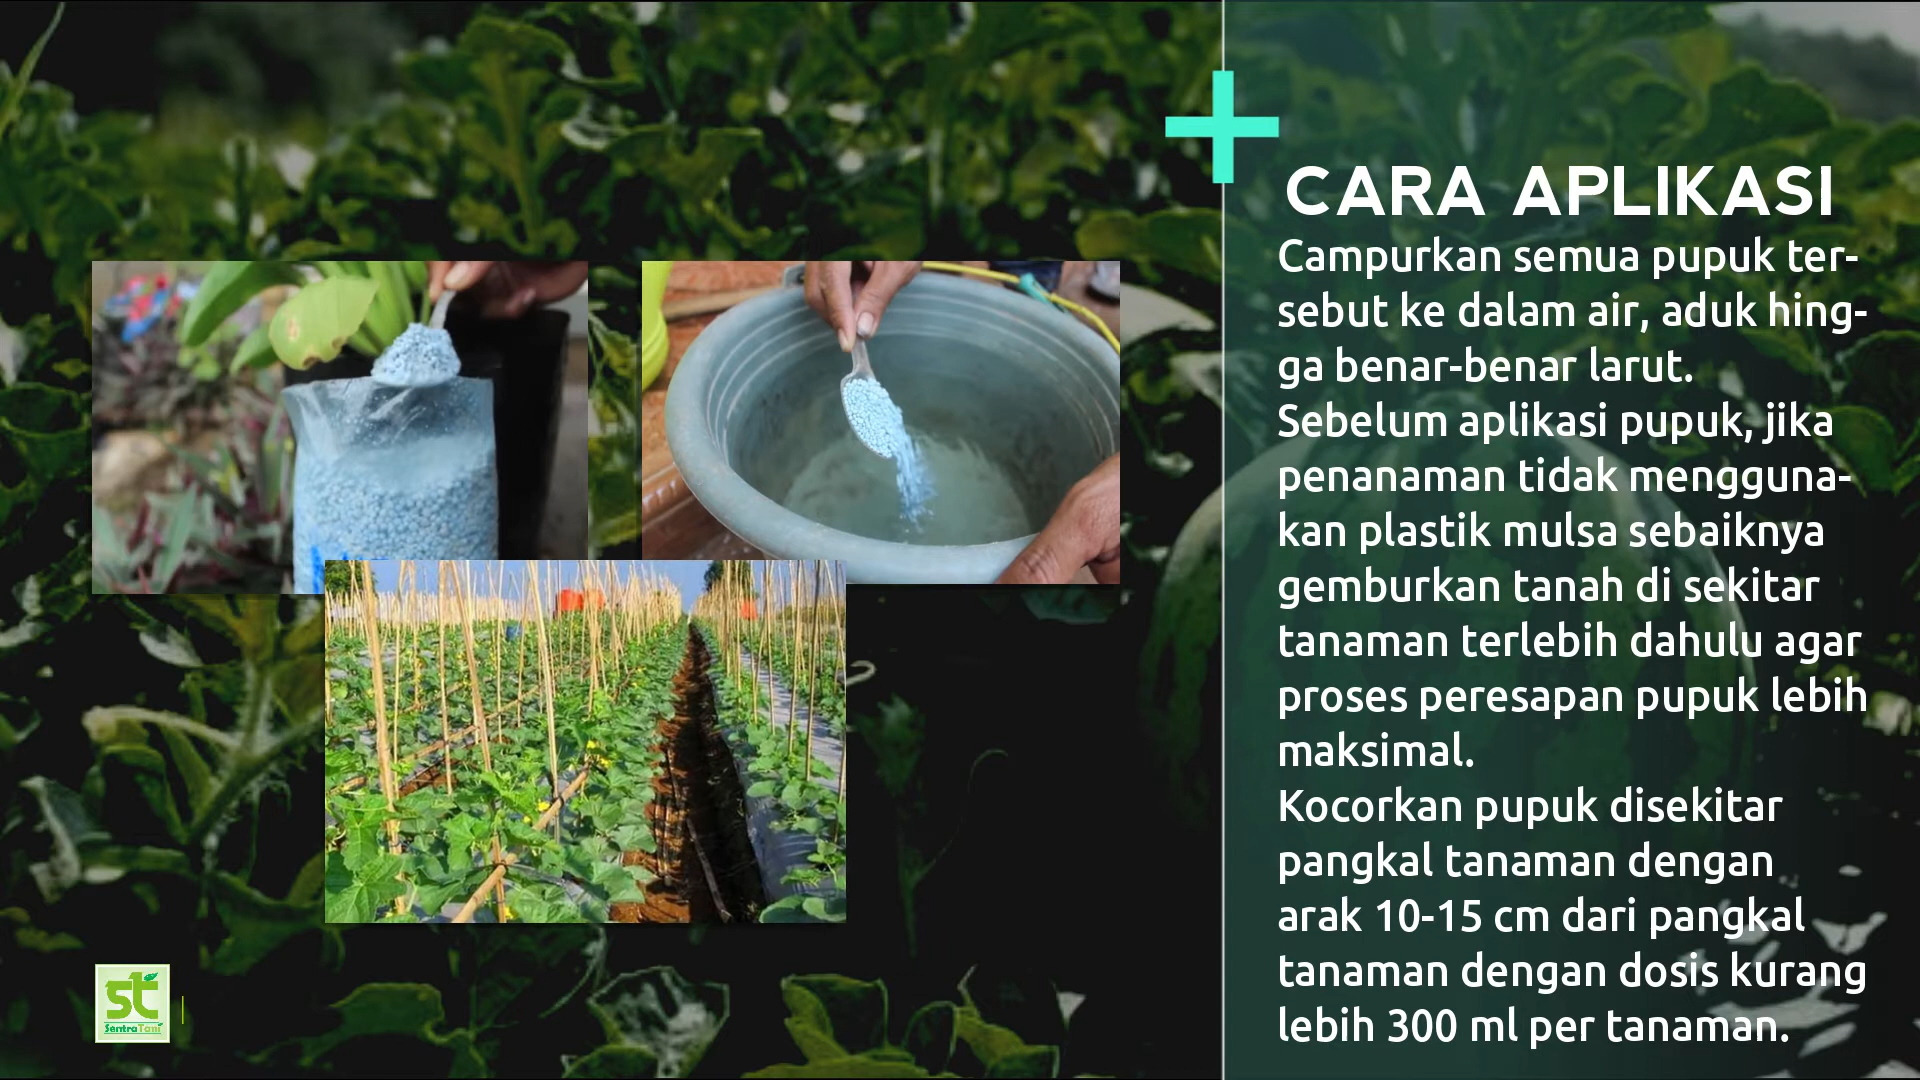 CARA APLIKASI
Campurkan semua pupuk ter-
sebut ke dalam air, aduk hing-
ga benar-benar larut.
Sebelum aplikasi pupuk, jika
penanaman tidak mengguna-
kan plastik mulsa sebaiknya
gemburkan tanah di sekitar
tanaman terlebih dahulu agar
proses peresapan pupuk lebih
maksimal.
Kocorkan pupuk disekitar
pangkal tanaman dengan
arak 10-15 cm dari pangkal
tanaman dengan dosis kurang
lebih 300 ml per tanaman.
st
SentraTani